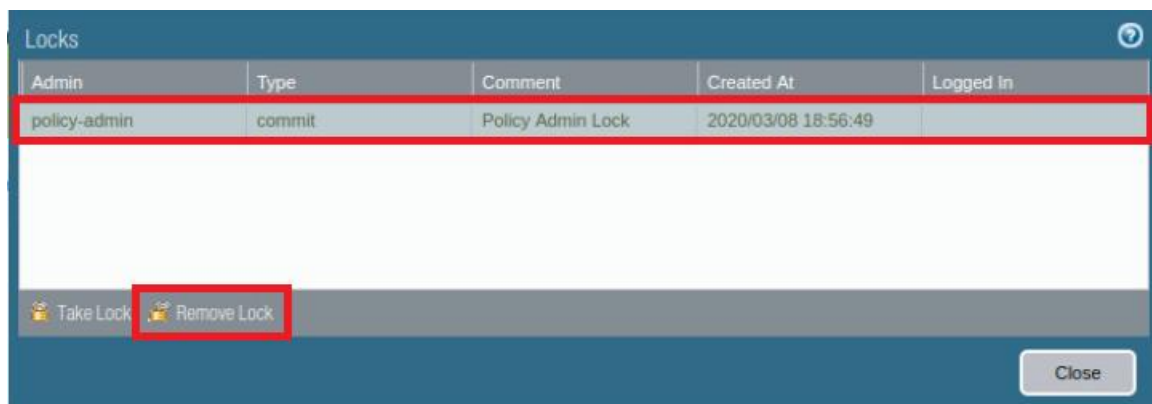 Locks
Admin Type Comment Created At Logged In
policy-admin commit Policy Admin Lock 2020/03/08 18:56:49
Take Lock Remove Lock
Close